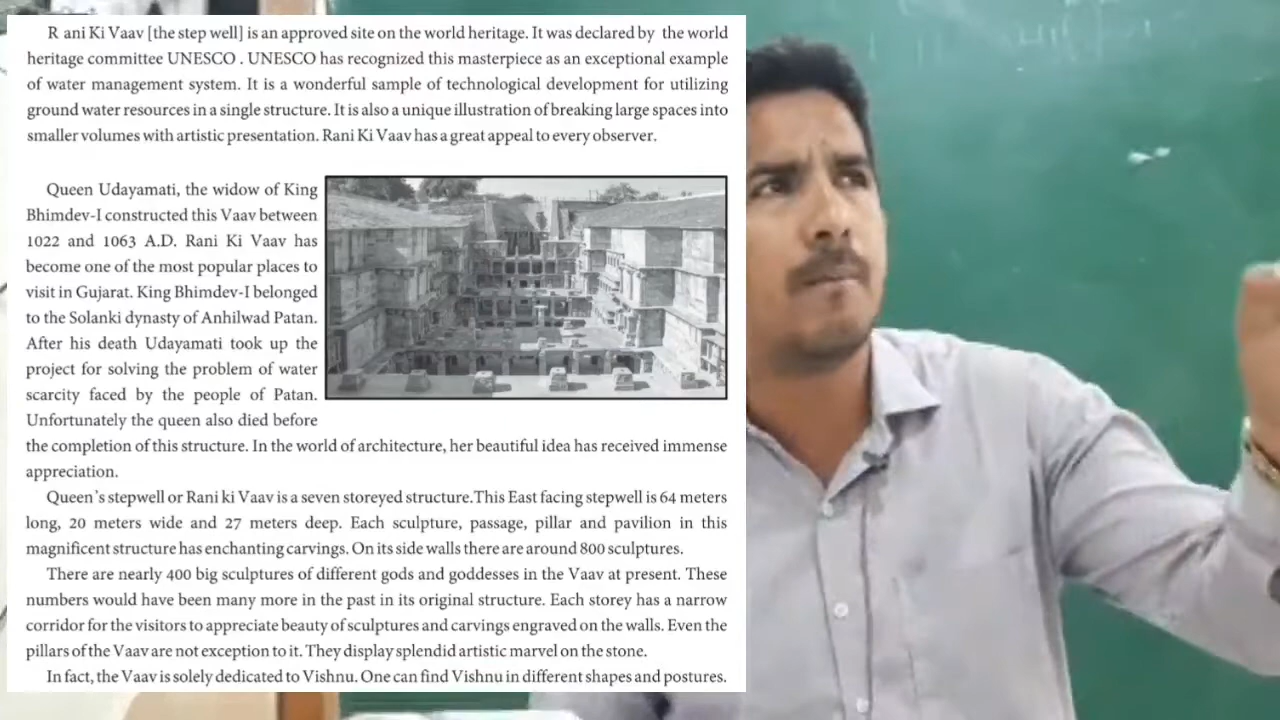 R ani Ki Vaav [the step well] is an approved site on the world heritage. It was declared by the world
heritage committee UNESCO . UNESCO has recognized this masterpiece as an exceptional example
of water management system. It is a wonderful sample of technological development for utilizing
ground water resources in a single structure. It is also a unique illustration of breaking large spaces into
smaller volumes with artistic presentation. Rani Ki Vaav has a great appeal to every observer.
Queen Udayamati, the widow of King
Bhimdev-I constructed this Vaav between
1022 and 1063 A.D. Rani Ki Vaav has
become one of the most popular places to
visit in Gujarat. King Bhimdev-I belonged
to the Solanki dynasty of Anhilwad Patan.
After his death Udayamati took up the
project for solving the problem of water
scarcity faced by the people of Patan.
Unfortunately the queen also died before
the completion of this structure. In the world of architecture, her beautiful idea has received immense
appreciation.
Queen's stepwell or Rani ki Vaav is a seven storeyed structure.This East facing stepwell is 64 meters
long, 20 meters wide and 27 meters deep. Each sculpture, passage, pillar and pavilion in this
magnificent structure has enchanting carvings. On its side walls there are around 800 sculptures.
There are nearly 400 big sculptures of different gods and goddesses in the Vaav at present. These
numbers would have been many more in the past in its original structure. Each storey has a narrow
corridor for the visitors to appreciate beauty of sculptures and carvings engraved on the walls. Even the
pillars of the Vaav are not exception to it. They display splendid artistic marvel on the stone.
In fact, the Vaav is solely dedicated to Vishnu. One can find Vishnu in different shapes and postures.